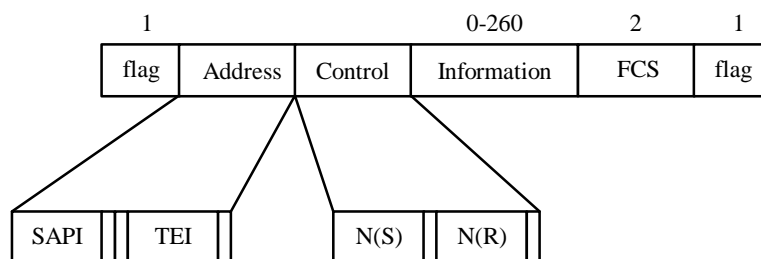 1 0-260 2 1
flag Address Control Information FCS flag
SAPI TEI N(S) N(R)